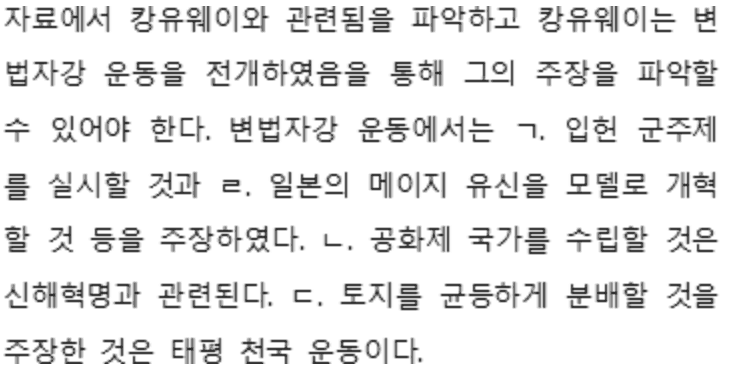 자료에서 캉유웨이와 관련됨을 파악하고 캉유웨이는 변
법자강 운동을 전개하였음을 통해 그의 주장을 파악할
수 있어야 한다. 변법자강 운동에서는 ㄱ. 입헌 군주제
를 실시할 것과 ㄹ. 일본의 메이지 유신을 모델로 개혁
할 것 등을 주장하였다. ㄴ. 공화제 국가를 수립할 것은
신해혁명과 관련된다. ㄷ. 토지를 균등하게 분배할 것을
주장한 것은 태평 천국 운동이다.